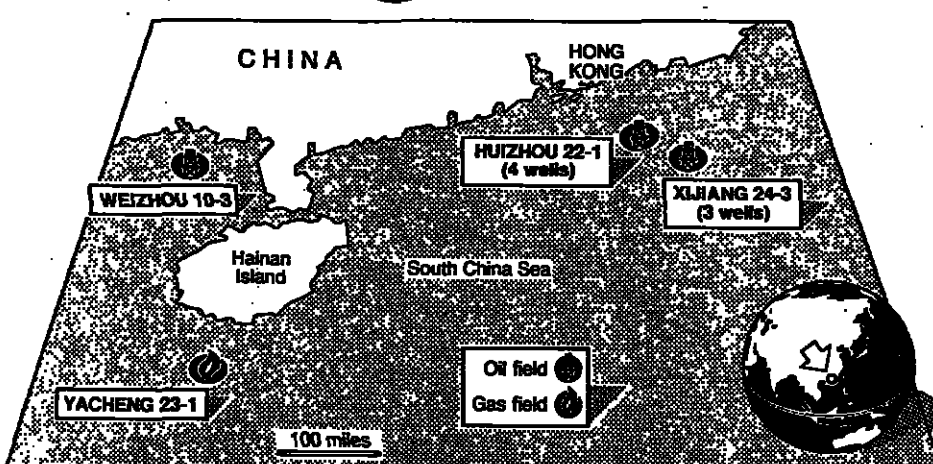 CHINA
HONG
KONG
HUIZHOU 22-1
(4 wells)
WEIZHOU 10-3
XIJIANG 24-3
(3 wells)
Hainan
Island
South China Sea
Oil field
Gas field
YACHENG 23-1
100 miles